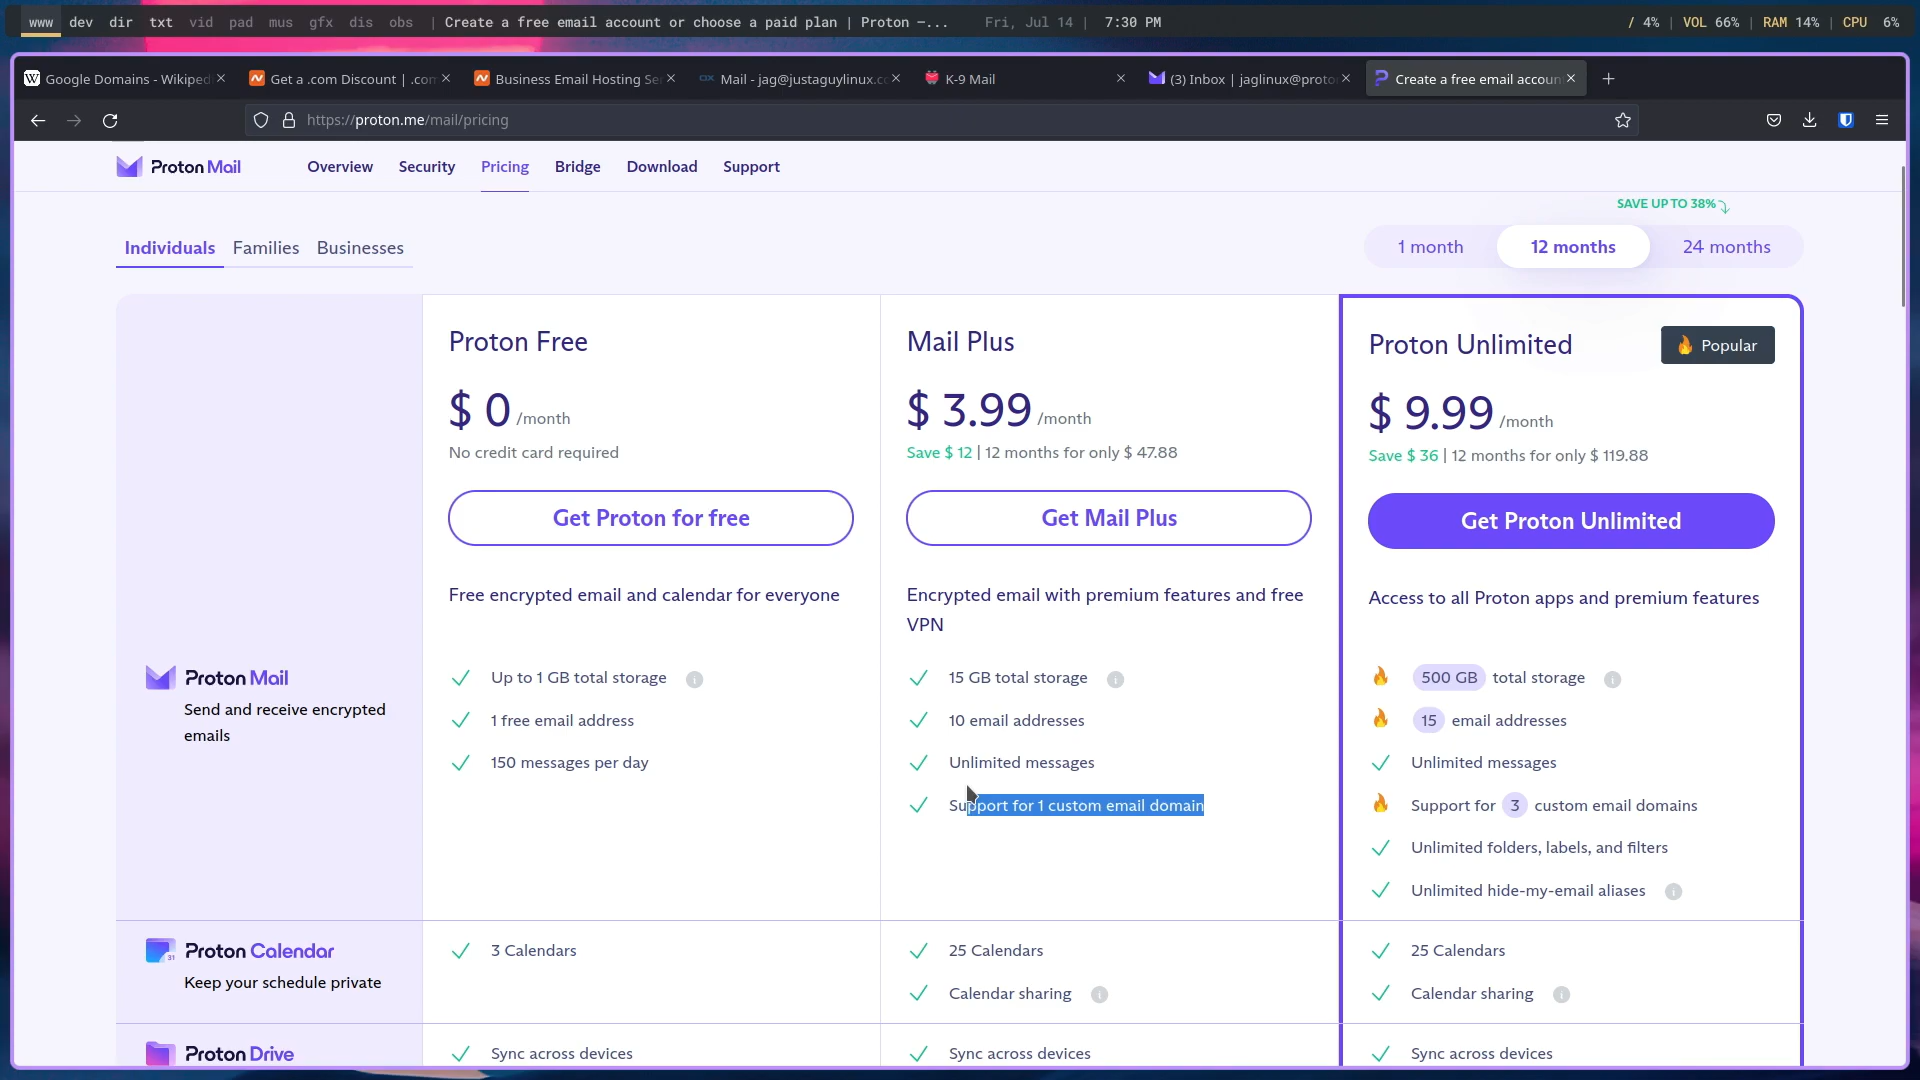 www dev dir txt vid pad mus gfx dis obs | Create a free email account or choose a paid plan | Proton —... Fri, Jul 14 | 7:30 PM / 4% | VOL 66% | RAM 14% | CPU 6%
Google Domains - Wikiped Get a .com Discount | .com Business Email Hosting Se Mail - jag@justaguylinux.c K-9 Mail (3) Inbox | jaglinux@proto Create a free email accoun
https://proton.me/mail/pricing
Proton Mail Overview Security Pricing Bridge Download Support
SAVE UP TO 38%
Individuals Families Businesses 1 month 12 months 24 months
Proton Free
$ 0 /month
No credit card required
Get Proton for free
Free encrypted email and calendar for everyone
Up to 1 GB total storage i
1 free email address
150 messages per day
Mail Plus
$ 3.99 /month
Save $ 12 | 12 months for only $ 47.88
Get Mail Plus
Encrypted email with premium features and free
VPN
15 GB total storage i
10 email addresses
Unlimited messages
Support for 1 custom email domain
Proton Unlimited
Popular
$ 9.99 /month
Save $ 36 | 12 months for only $ 119.88
Get Proton Unlimited
Access to all Proton apps and premium features
500 GB total storage i
15 email addresses
Unlimited messages
Support for 3 custom email domains
Unlimited folders, labels, and filters
Unlimited hide-my-email aliases i
Proton Mail
Send and receive encrypted
emails
31 Proton Calendar
Keep your schedule private
3 Calendars
25 Calendars
Calendar sharing i
25 Calendars
Calendar sharing i
Proton Drive
Sync across devices
Sync across devices
Sync across devices